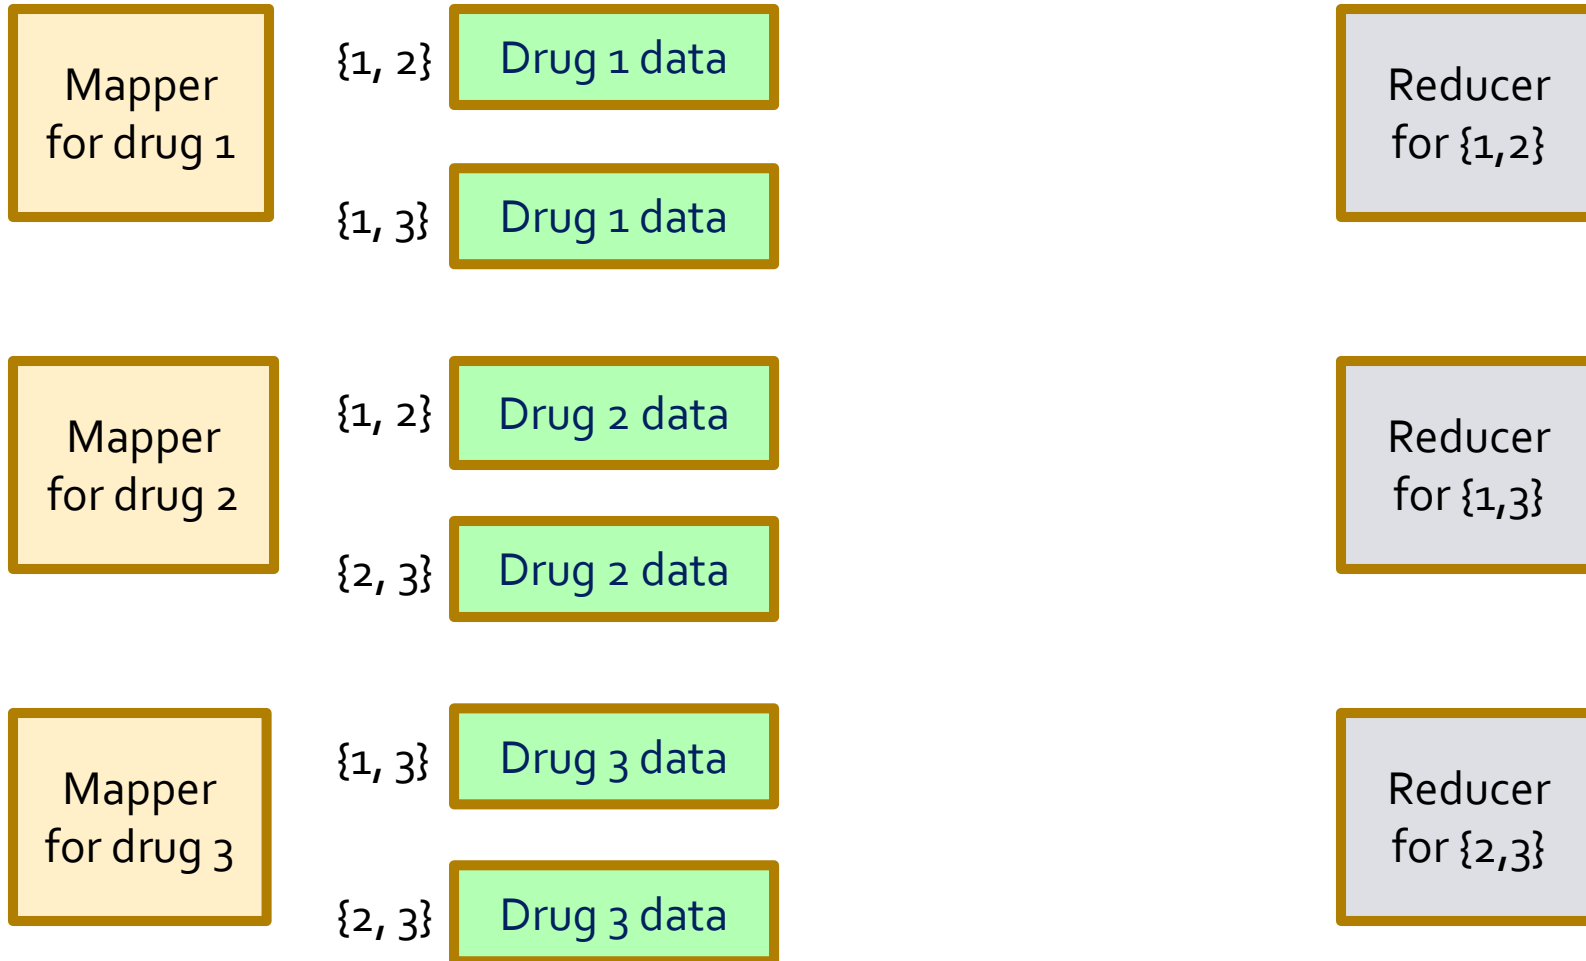 Mapper
for drug 1
{1, 2}
Drug 1 data
{1, 3}
Drug 1 data
Reducer
for {1,2}
Mapper
for drug 2
{1, 2}
Drug 2 data
{2, 3}
Drug 2 data
Reducer
for {1,3}
Mapper
for drug 3
{1, 3}
Drug 3 data
{2, 3}
Drug 3 data
Reducer
for {2,3}